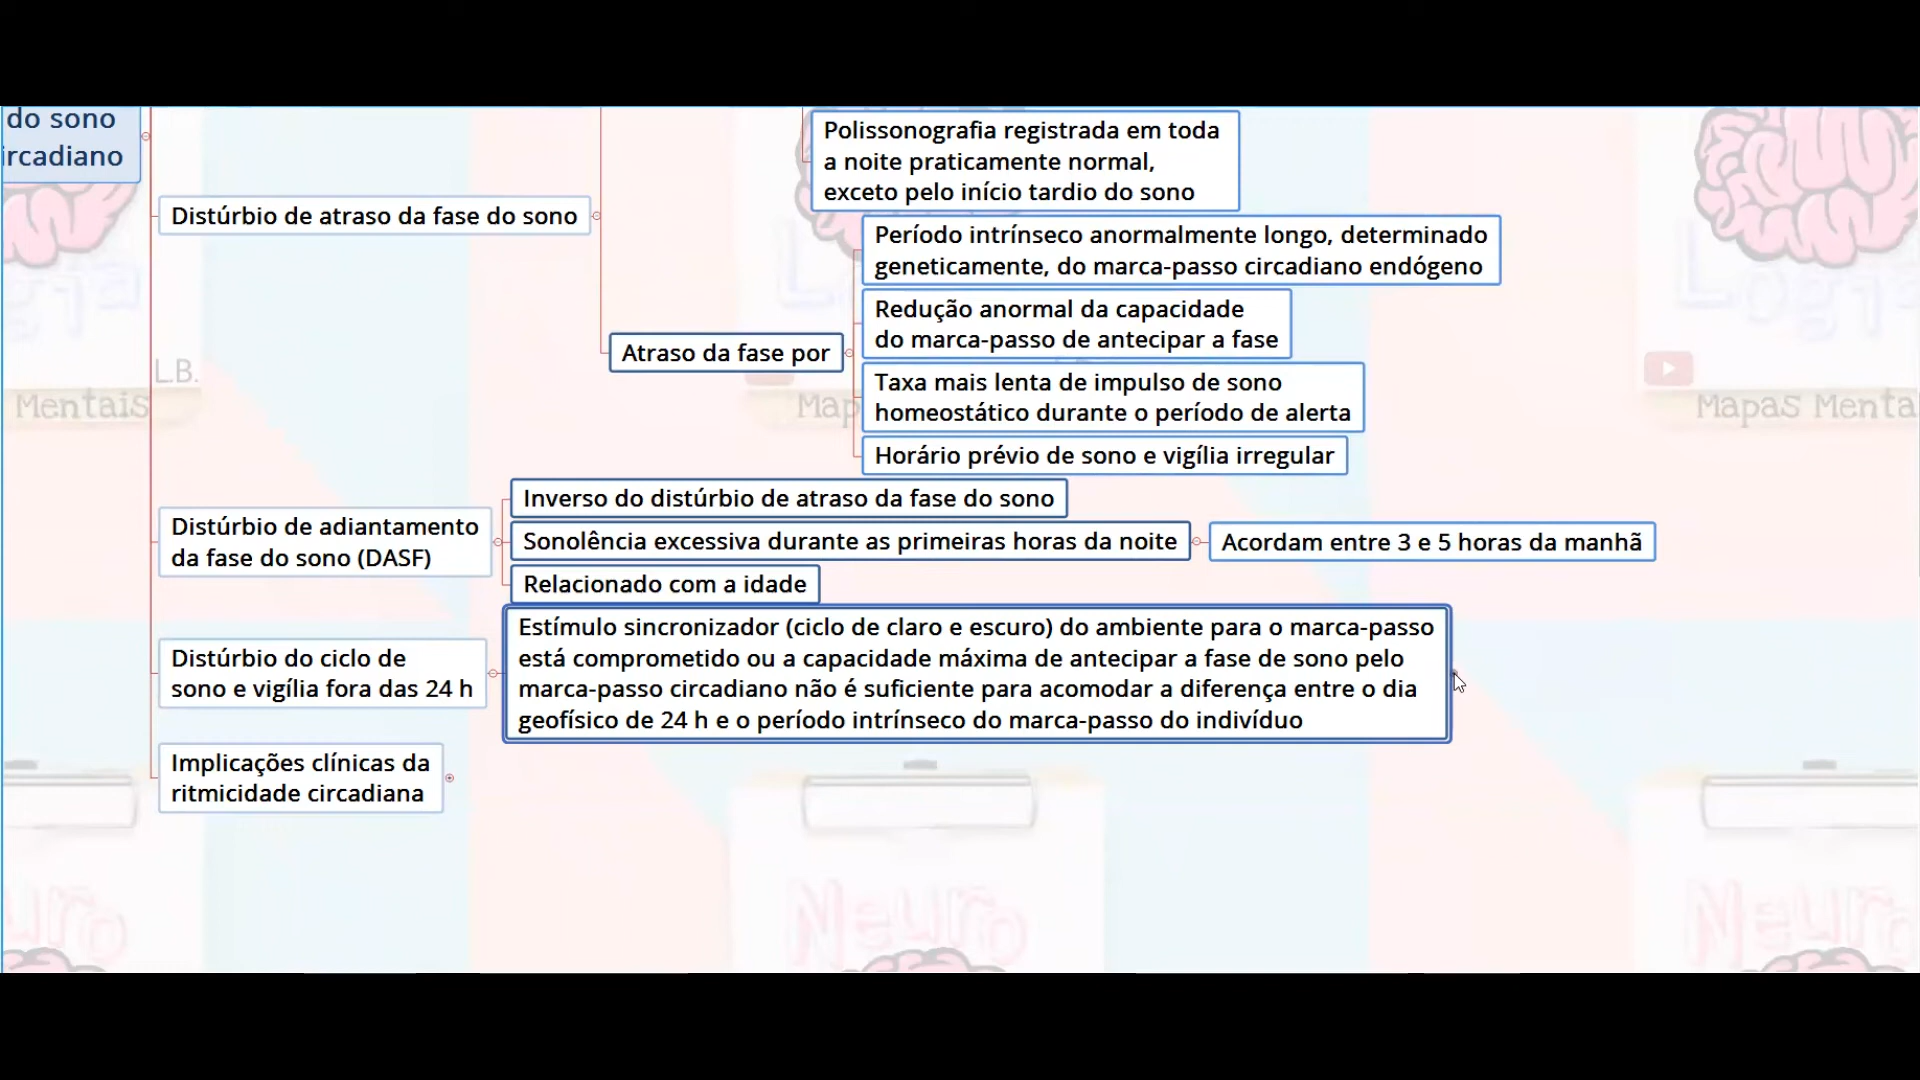 do sono
ircadiano
Polissonografia registrada em toda
a noite praticamente normal,
exceto pelo início tardio do sono
Distúrbio de atraso da fase do sono
Período intrínseco anormalmente longo, determinado
geneticamente, do marca-passo circadiano endógeno
Redução anormal da capacidade
do marca-passo de antecipar a fase
Atraso da fase por
Taxa mais lenta de impulso de sono
homeostático durante o período de alerta
Horário prévio de sono e vigília irregular
Distúrbio de adiantamento
da fase do sono (DASF)
Inverso do distúrbio de atraso da fase do sono
Sonolência excessiva durante as primeiras horas da noite
Acordam entre 3 e 5 horas da manhã
Relacionado com a idade
Distúrbio do ciclo de
sono e vigília fora das 24 h
Estímulo sincronizador (ciclo de claro e escuro) do ambiente para o marca-passo
está comprometido ou a capacidade máxima de antecipar a fase de sono pelo
marca-passo circadiano não é suficiente para acomodar a diferença entre o dia
geofísico de 24 h e o período intrínseco do marca-passo do indivíduo
Implicações clínicas da
ritmicidade circadiana
L.B.
Mentais
Map
Mapas Menta
Neuro
Neuro